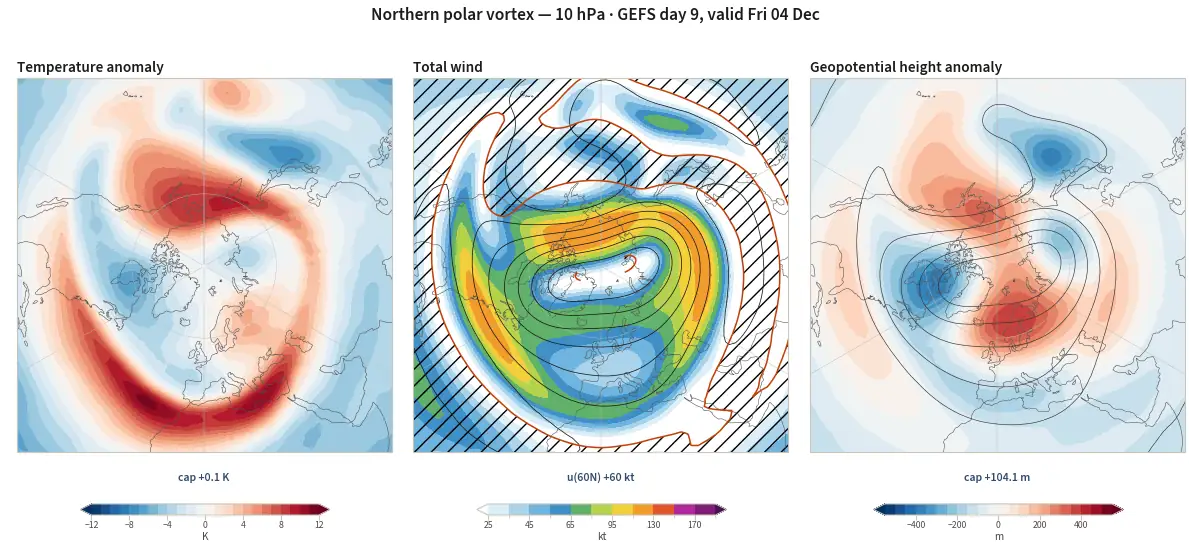 Northern polar vortex — 10 hPa · GEFS day 9, valid Fri 04 Dec
Temperature anomaly
Total wind
Geopotential height anomaly
cap +0.1 K
u(60N) +60 kt
cap +104.1 m
−12 −8 −4 0 4 8 12
K
25 45 65 95 130 170
kt
−400 −200 0 200 400
m